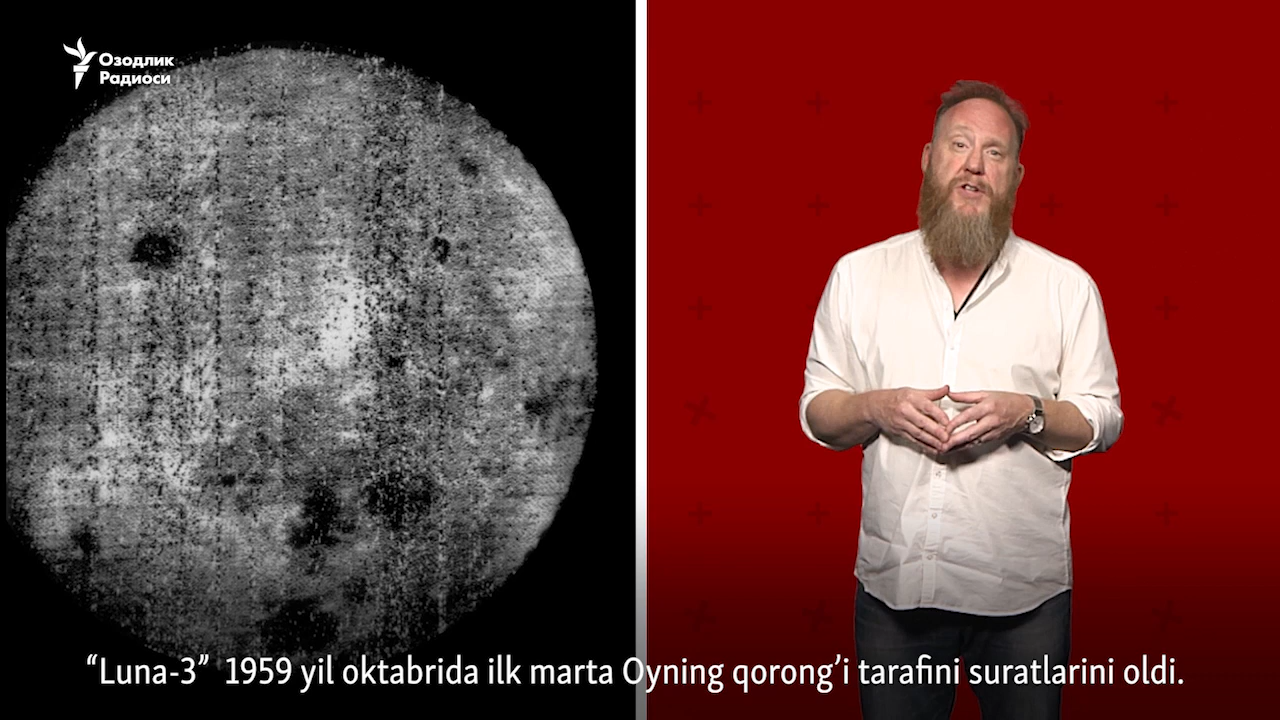 Озодлик
Радиоси
“Luna-3” 1959 yil oktabrida ilk marta Oyning qorong’i tarafini suratlarini oldi.